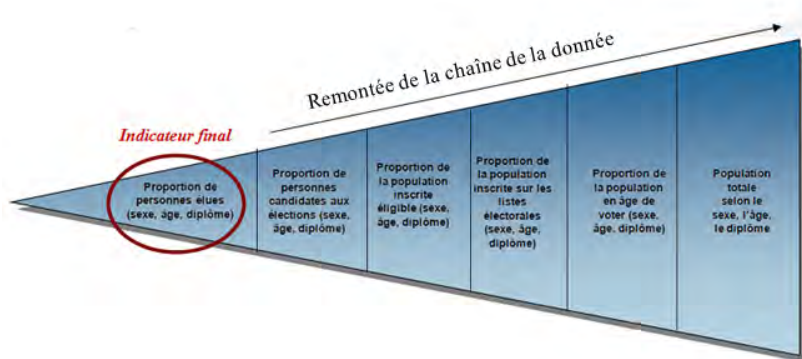 Remontée de la chaîne de la donnée
Indicateur final
Proportion de
personnes élues
(sexe, âge, diplôme)
Proportion de
personnes
candidates aux
élections (sexe,
âge, diplôme)
Proportion de
la population
inscrite
éligible (sexe,
âge, diplôme)
Proportion de
la population
inscrite sur les
listes
électorales
(sexe, âge,
diplôme)
Proportion de
la population
en âge de
voter (sexe,
âge, diplôme)
Population
totale
selon le
sexe, l'âge,
le diplôme